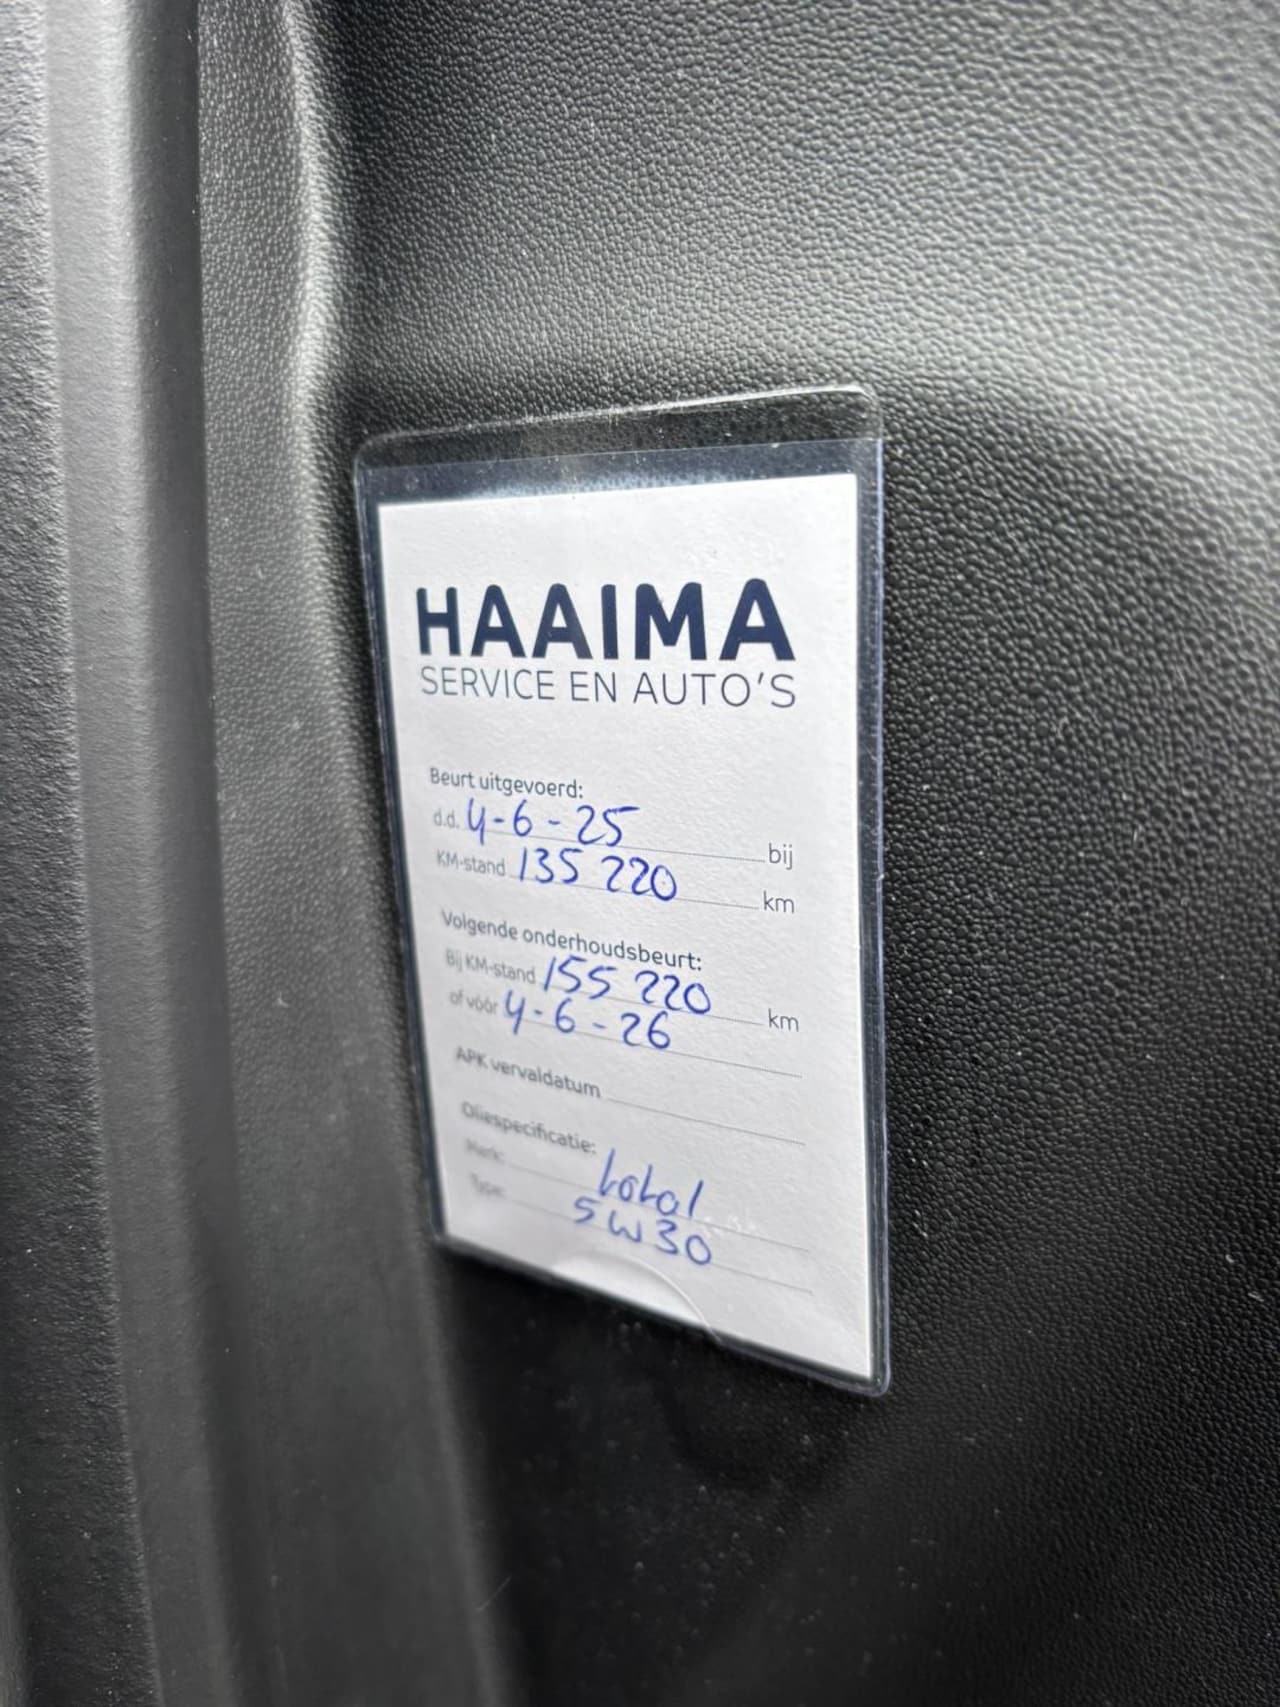 HAAIMA
SERVICE EN AUTO'S
Beurt uitgevoerd:
d.d. 4-6-25 bij
KM-stand 135 220 km
Volgende onderhoudsbeurt:
Bij KM-stand 155 220 km
of vóór 4-6-26
APK vervaldatum
Oliespecificatie:
Merk: total
Type: 5W30